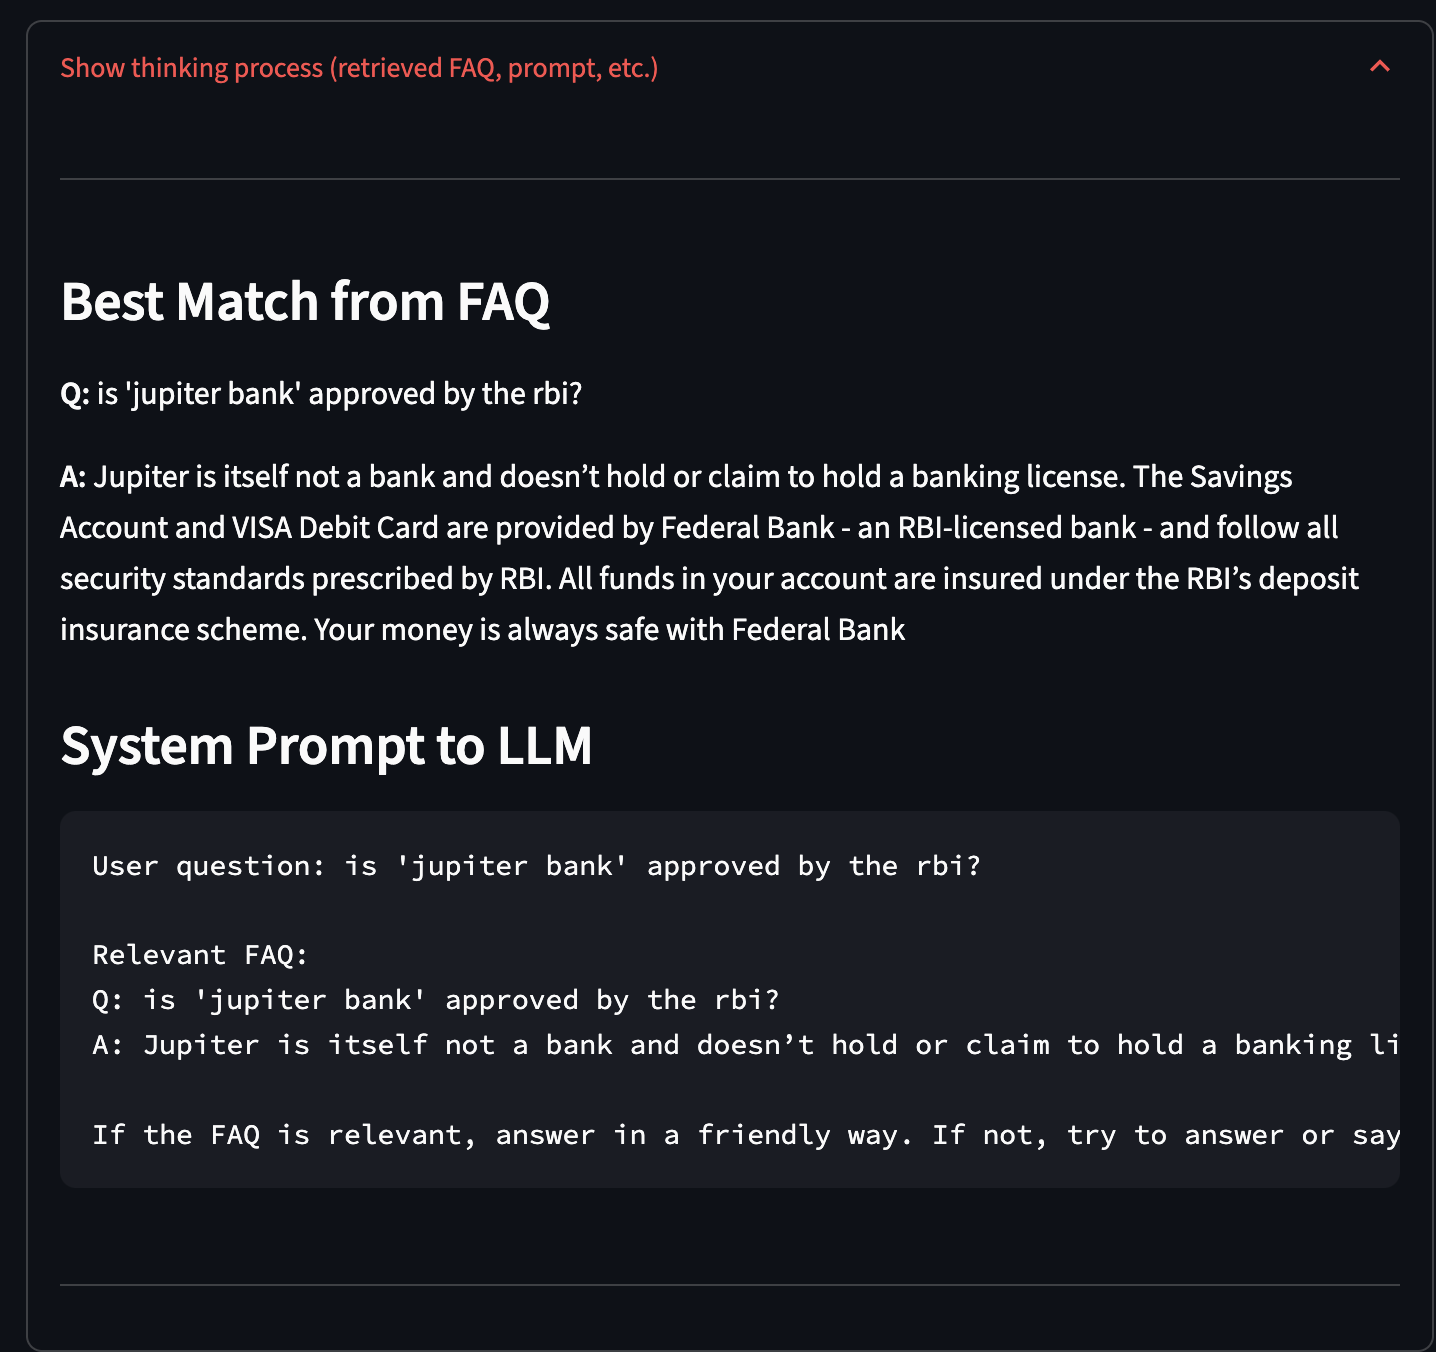 Show thinking process (retrieved FAQ, prompt, etc.)
Best Match from FAQ
Q: is 'jupiter bank' approved by the rbi?
A: Jupiter is itself not a bank and doesn’t hold or claim to hold a banking license. The Savings
Account and VISA Debit Card are provided by Federal Bank - an RBI-licensed bank - and follow all
security standards prescribed by RBI. All funds in your account are insured under the RBI’s deposit
insurance scheme. Your money is always safe with Federal Bank
System Prompt to LLM
User question: is 'jupiter bank' approved by the rbi?
Relevant FAQ:
Q: is 'jupiter bank' approved by the rbi?
A: Jupiter is itself not a bank and doesn’t hold or claim to hold a banking li
If the FAQ is relevant, answer in a friendly way. If not, try to answer or say